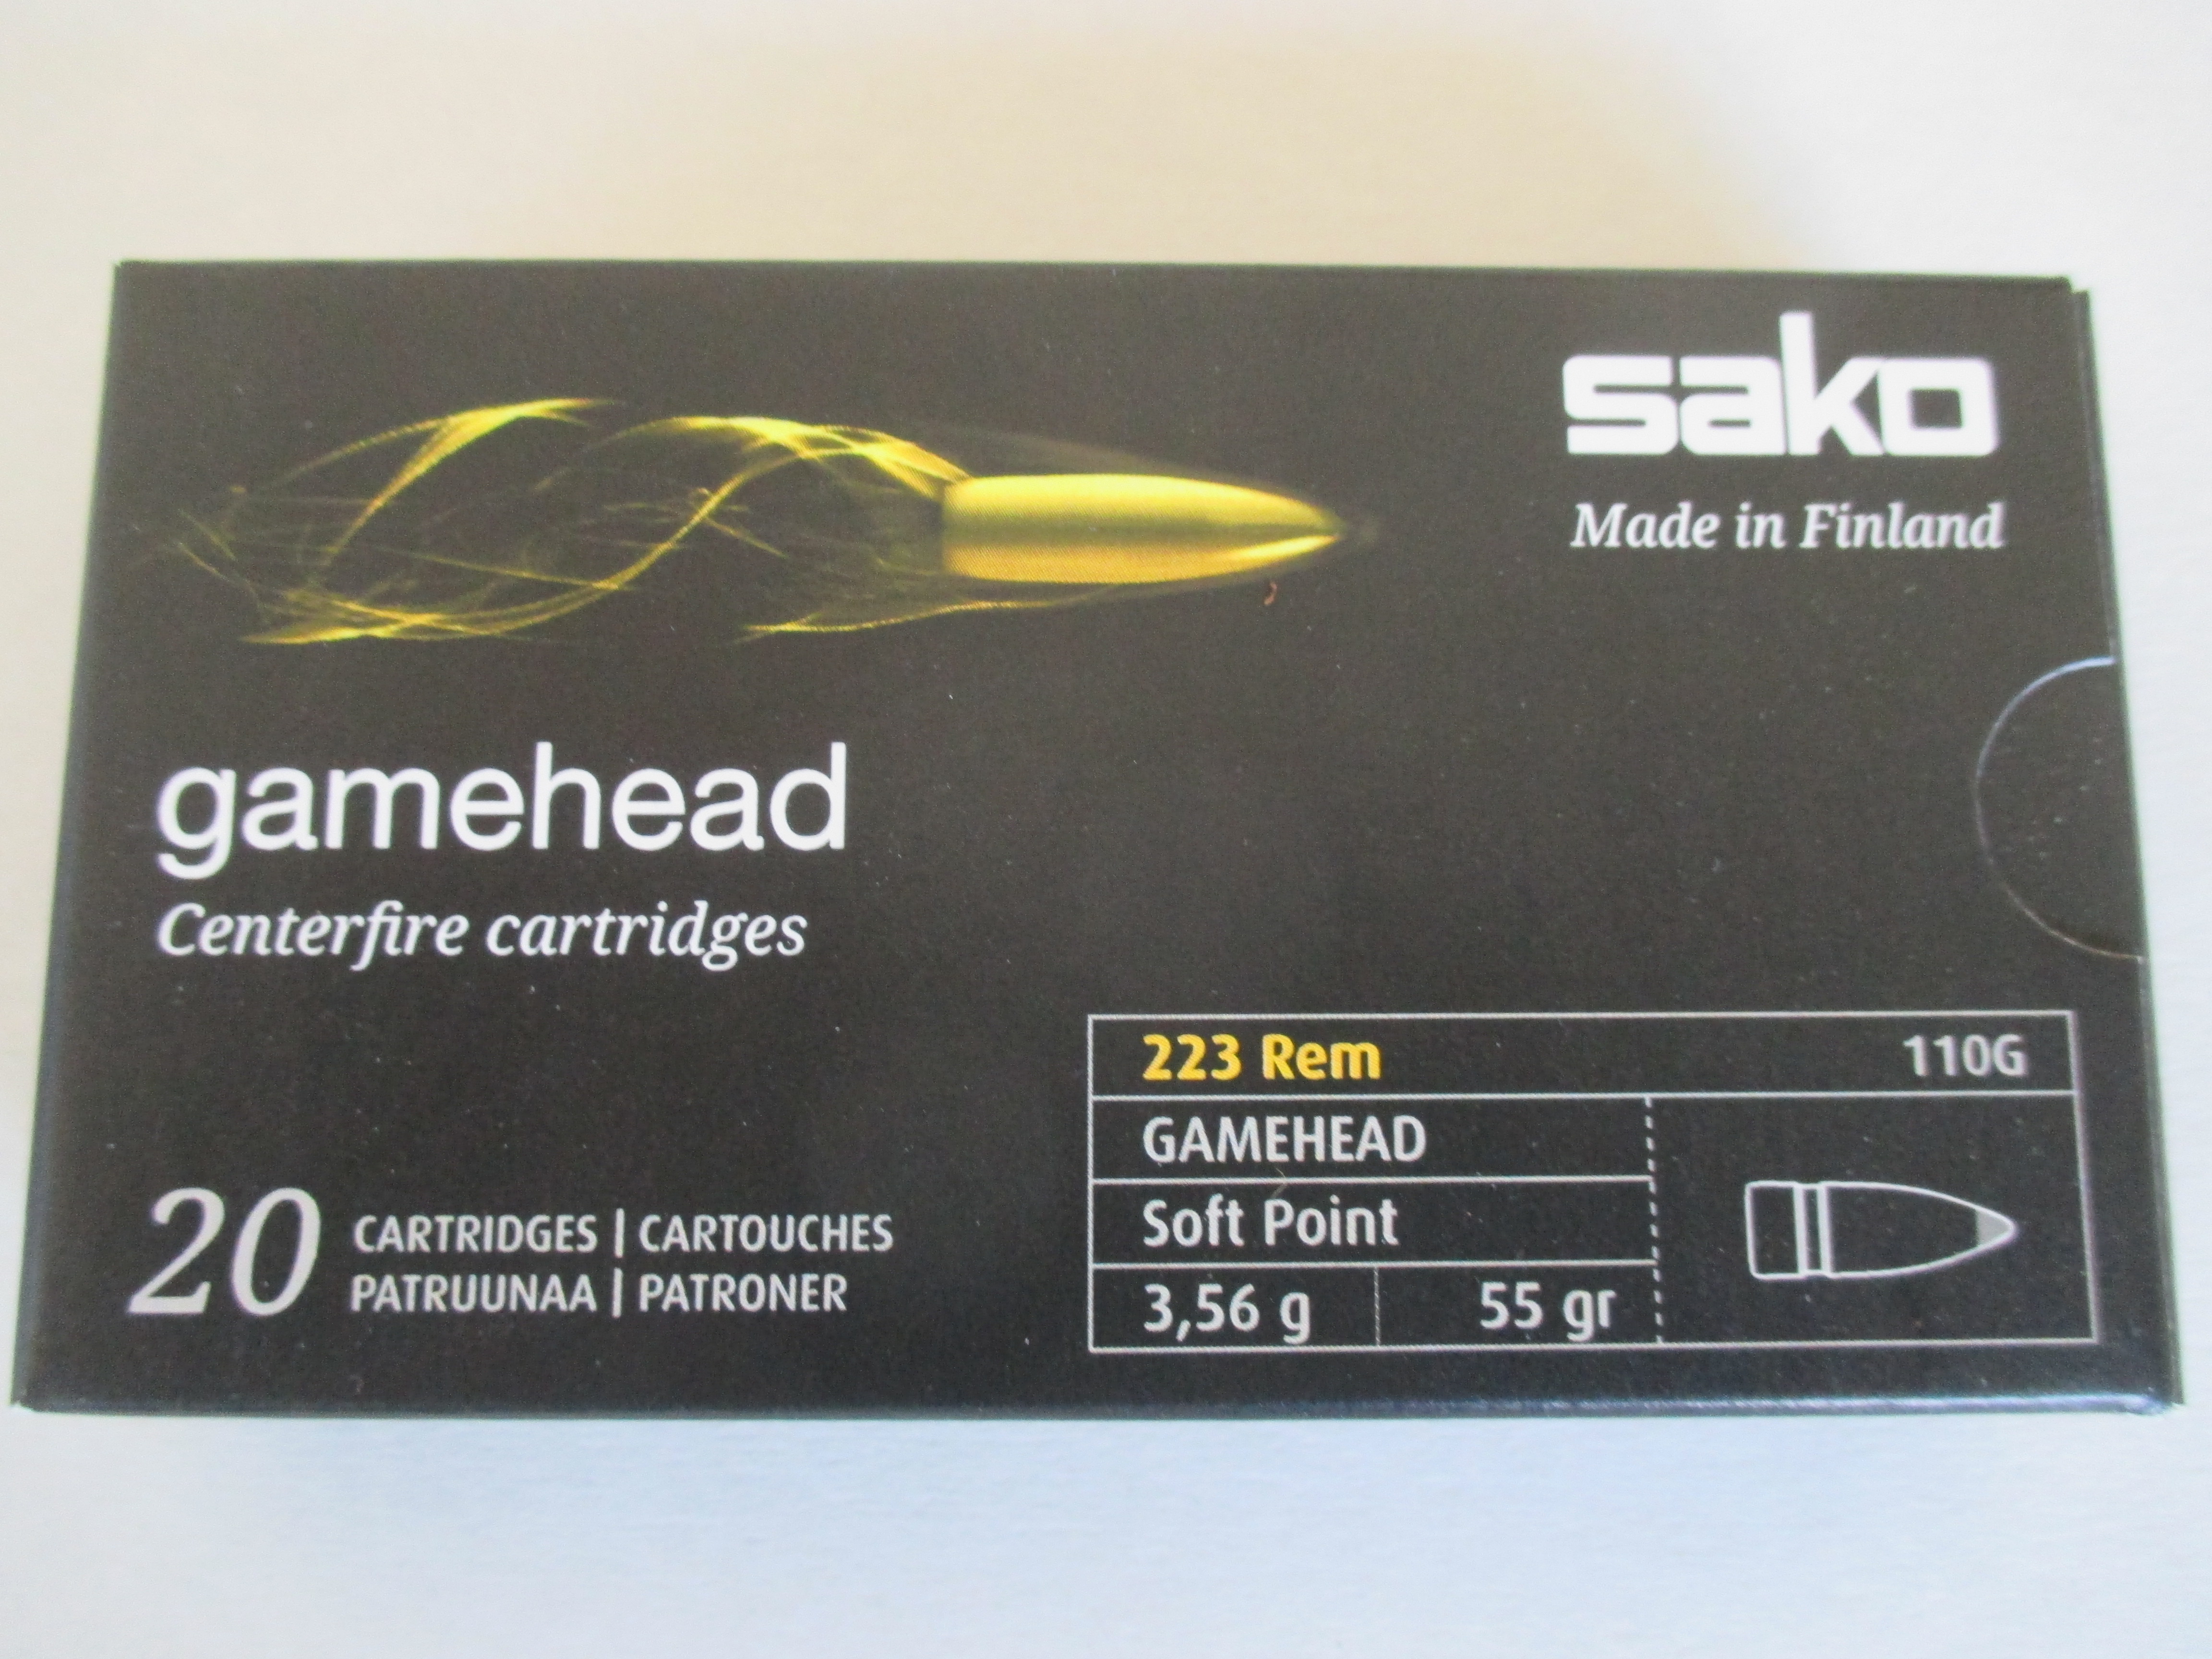 sako
Made in Finland
gamehead
Centerfire cartridges
20
CARTRIDGES | CARTOUCHES
PATRUUNAA | PATRONER
223 Rem 110G
GAMEHEAD
Soft Point
3,56 g 55 gr